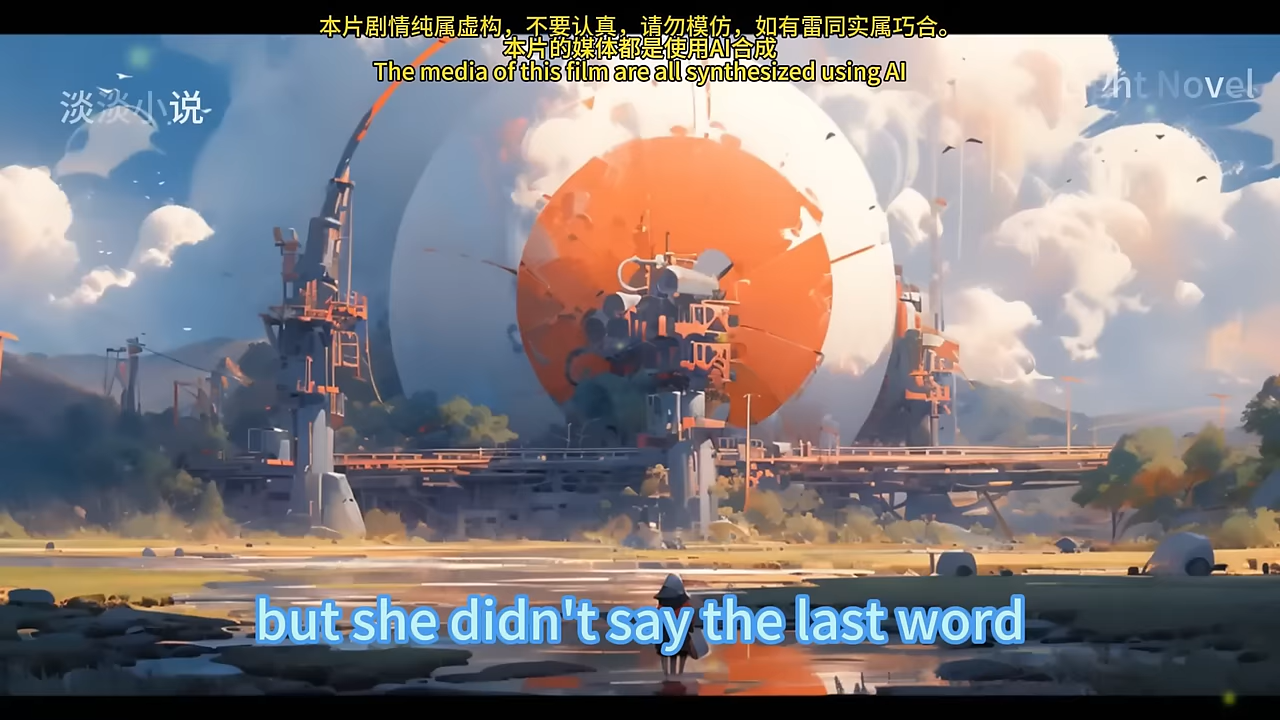 本片剧情纯属虚构，不要认真，请勿模仿，如有雷同实属巧合。
本片的媒体都是使用AI合成
The media of this film are all synthesized using AI
淡淡小说
Light Novel
but she didn't say the last word